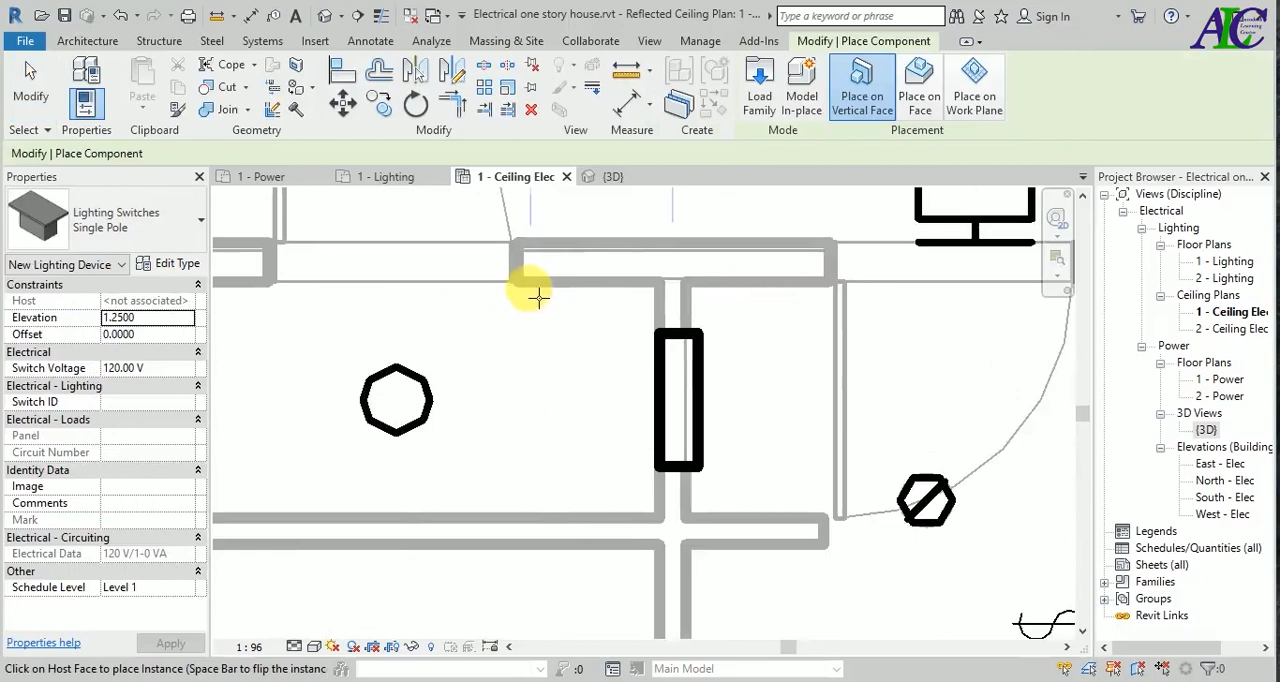 Electrical one story house.rvt - Reflected Ceiling Plan: 1 -...
Type a keyword or phrase
Sign In
ALC
File Architecture Structure Steel Systems Insert Annotate Analyze Massing & Site Collaborate View Manage Add-Ins Modify | Place Component
Cope
Cut
Join
Modify
Paste
Load Family
Model In-place
Place on Vertical Face
Place on Face
Place on Work Plane
Select Properties Clipboard Geometry Modify View Measure Create Mode Placement
Modify | Place Component
Properties
1 - Power
1 - Lighting
1 - Ceiling Elec
{3D}
Project Browser - Electrical on...
Lighting Switches
Single Pole
New Lighting Device
Edit Type
Constraints
Host <not associated>
Elevation 1.2500
Offset 0.0000
Electrical
Switch Voltage 120.00 V
Electrical - Lighting
Switch ID
Electrical - Loads
Panel
Circuit Number
Identity Data
Image
Comments
Mark
Electrical - Circuiting
Electrical Data 120 V/1-0 VA
Other
Schedule Level Level 1
Properties help
Apply
2D
Views (Discipline)
Electrical
Lighting
Floor Plans
1 - Lighting
2 - Lighting
Ceiling Plans
1 - Ceiling Elec
2 - Ceiling Elec
Power
Floor Plans
1 - Power
2 - Power
3D Views
{3D}
Elevations (Building
East - Elec
North - Elec
South - Elec
West - Elec
Legends
Schedules/Quantities (all)
Sheets (all)
Families
Groups
Revit Links
1 : 96
Click on Host Face to place Instance (Space Bar to flip the instanc
:0
Main Model
:0